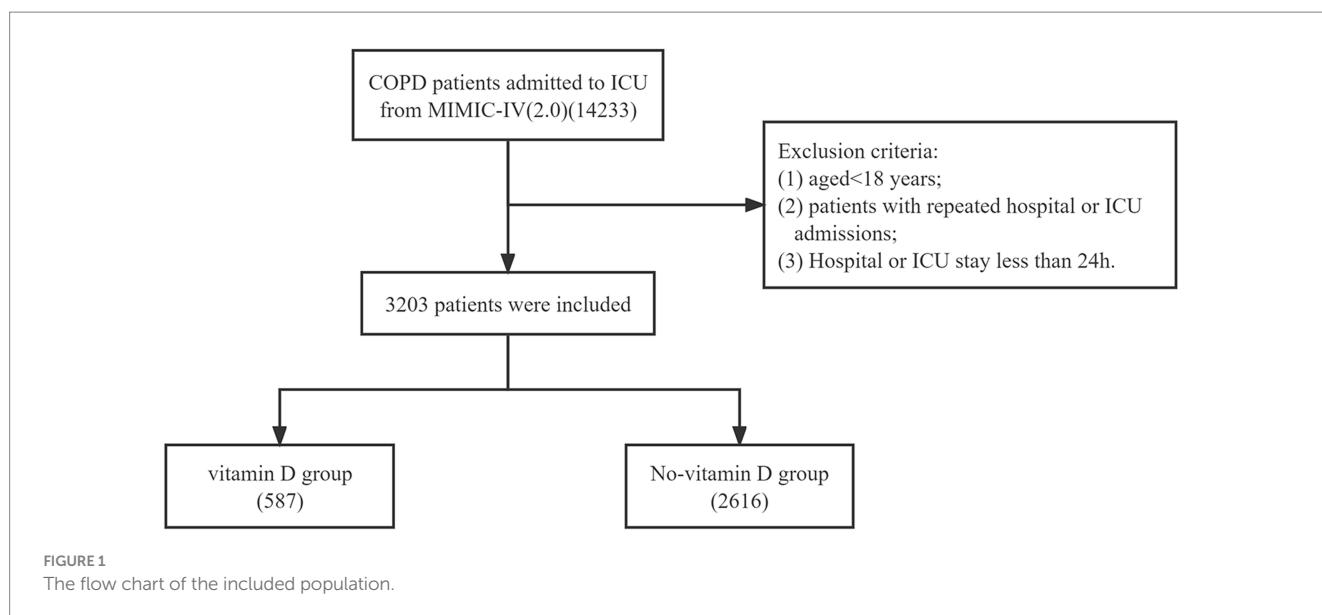 COPD patients admitted to ICU
from MIMIC-IV(2.0)(14233)
Exclusion criteria:
(1) aged<18 years;
(2) patients with repeated hospital or ICU
admissions;
(3) Hospital or ICU stay less than 24h.
3203 patients were included
vitamin D group
(587)
No-vitamin D group
(2616)
FIGURE 1
The flow chart of the included population.